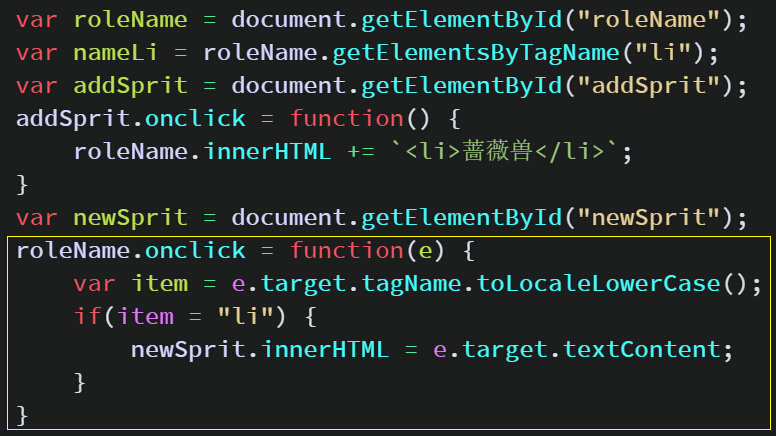 var roleName = document.getElementById("roleName");
var nameLi = roleName.getElementsByTagName("li");
var addSprit = document.getElementById("addSprit");
addSprit.onclick = function() {
    roleName.innerHTML += `<li>蔷薇兽</li>`;
}
var newSprit = document.getElementById("newSprit");
roleName.onclick = function(e) {
    var item = e.target.tagName.toLocaleLowerCase();
    if(item = "li") {
        newSprit.innerHTML = e.target.textContent;
    }
}